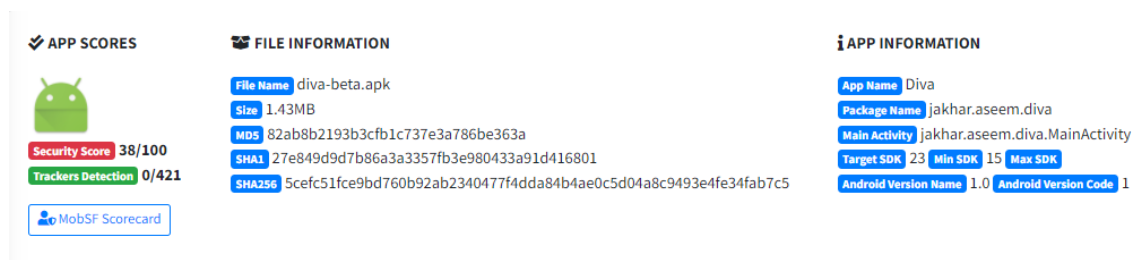 APP SCORES
Security Score 38/100
Trackers Detection 0/421
MobSF Scorecard
FILE INFORMATION
File Name diva-beta.apk
Size 1.43MB
MD5 82ab8b2193b3cfb1c737e3a786be363a
SHA1 27e849d9d7b86a3a3357fb3e980433a91d416801
SHA256 5cefc51fce9bd760b92ab2340477f4dda84b4ae0c5d04a8c9493e4fe34fab7c5
APP INFORMATION
App Name Diva
Package Name jakhar.aseem.diva
Main Activity jakhar.aseem.diva.MainActivity
Target SDK 23 Min SDK 15 Max SDK
Android Version Name 1.0 Android Version Code 1